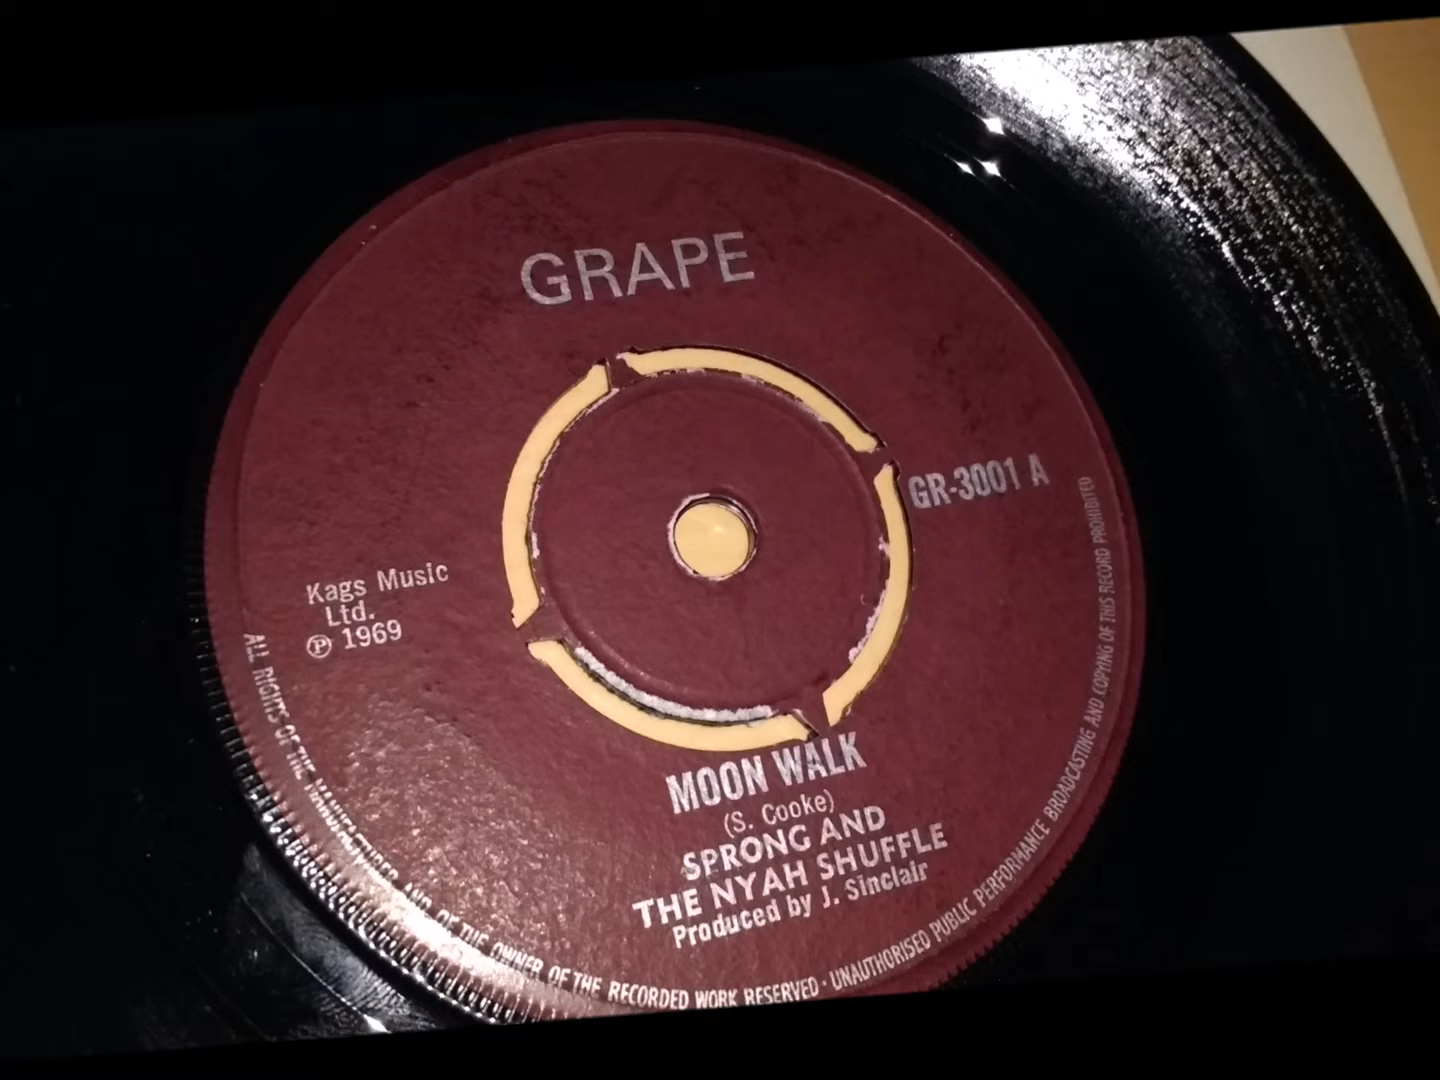 GRAPE
GR-3001 A
Kags Music
Ltd.
℗ 1969
MOON WALK
(S. Cooke)
SPRONG AND
THE NYAH SHUFFLE
Produced by J. Sinclair
ALL RIGHTS OF THE MANUFACTURER AND OF THE OWNER OF THE RECORDED WORK RESERVED · UNAUTHORISED PUBLIC PERFORMANCE BROADCASTING AND COPYING OF THIS RECORD PROHIBITED